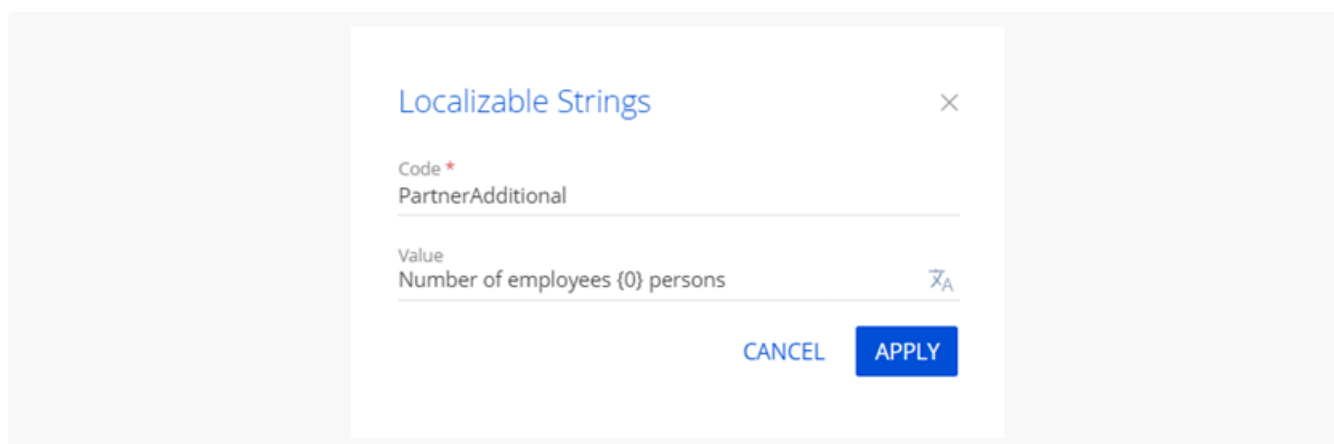 Localizable Strings
Code *
PartnerAdditional
Value
Number of employees {0} persons
CANCEL APPLY